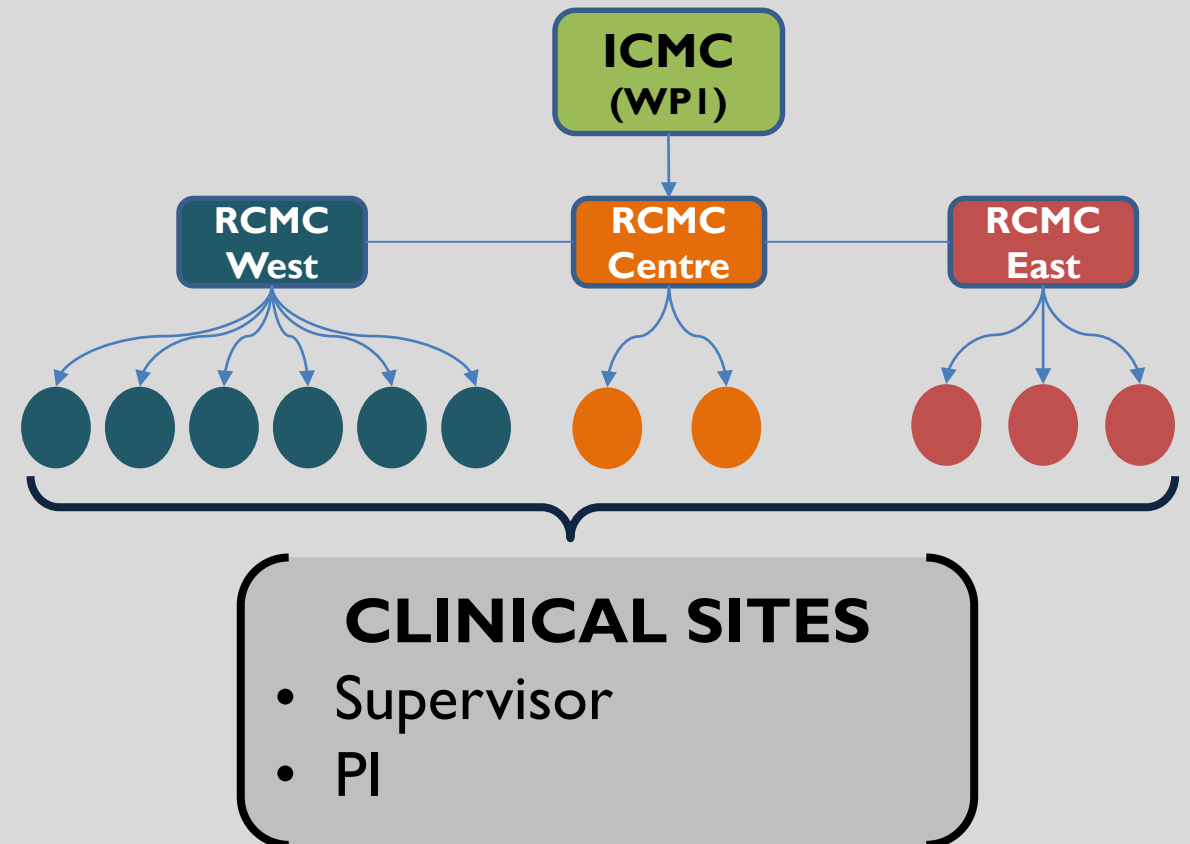 ICMC
(WP1)
RCMC
West
RCMC
Centre
RCMC
East
CLINICAL SITES
• Supervisor
• PI